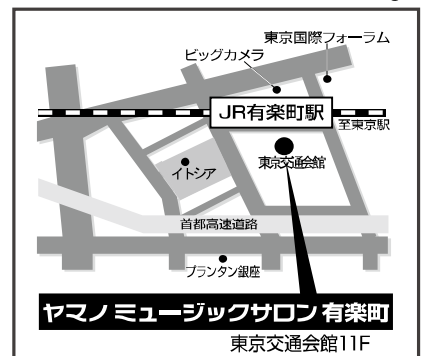 東京国際フォーラム
ビッグカメラ
JR有楽町駅
至東京駅
東京交通会館
イトシア
首都高速道路
プランタン銀座
ヤマノミュージックサロン有楽町
東京交通会館11F